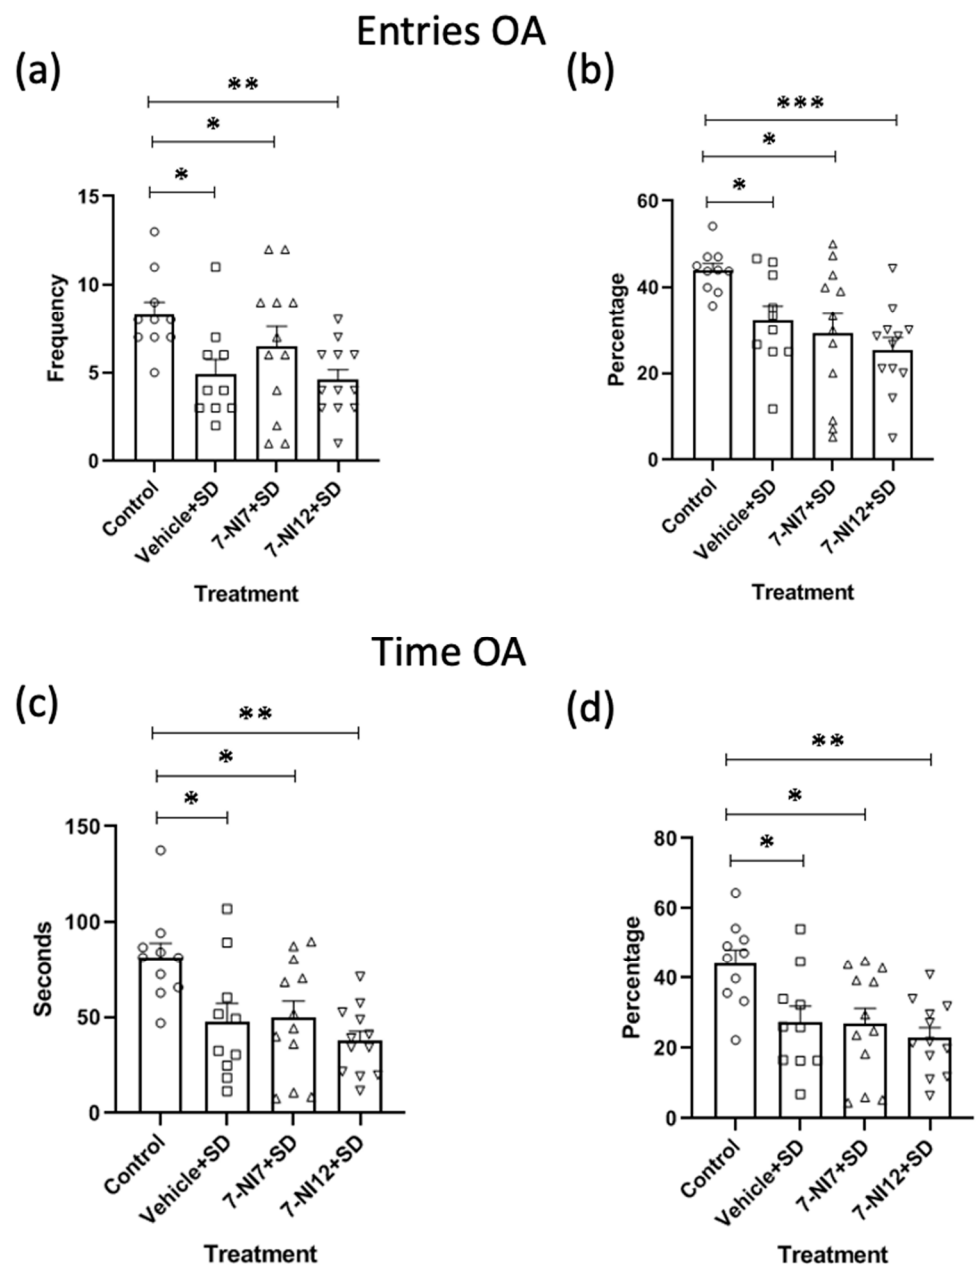 Entries OA
(a)
**
*
*
15
10
5
0
Frequency
Control
Vehicle+SD
7-NI7+SD
7-NI12+SD
Treatment
(b)
***
*
*
60
40
20
0
Percentage
Control
Vehicle+SD
7-NI7+SD
7-NI12+SD
Treatment
Time OA
(c)
**
*
*
150
100
50
0
Seconds
Control
Vehicle+SD
7-NI7+SD
7-NI12+SD
Treatment
(d)
**
*
*
80
60
40
20
0
Percentage
Control
Vehicle+SD
7-NI7+SD
7-NI12+SD
Treatment